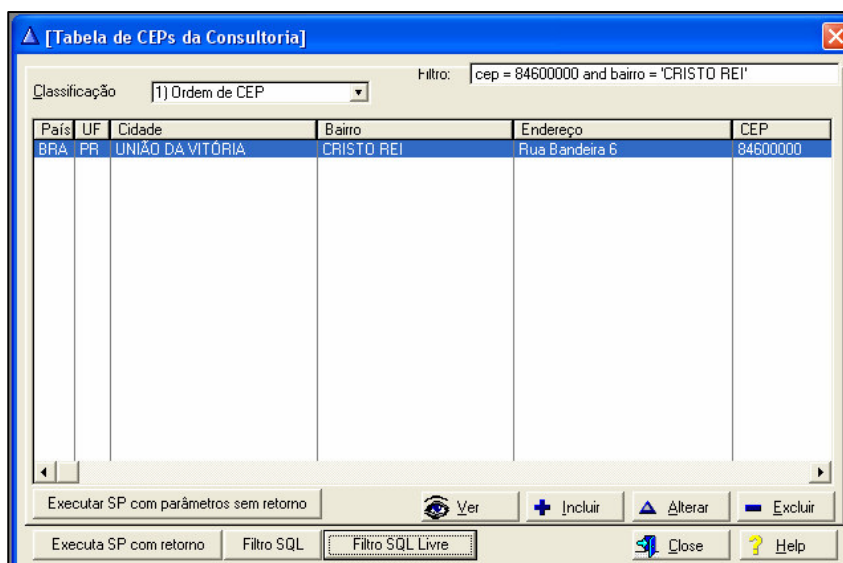 [Tabela de CEPs da Consultoria]
Filtro: cep = 84600000 and bairro = 'CRISTO REI'
Classificação 1) Ordem de CEP
País UF Cidade Bairro Endereço CEP
BRA PR UNIÃO DA VITÓRIA CRISTO REI Rua Bandeira 6 84600000
Executar SP com parâmetros sem retorno Ver Incluir Alterar Excluir
Executa SP com retorno Filtro SQL Filtro SQL Livre Close Help